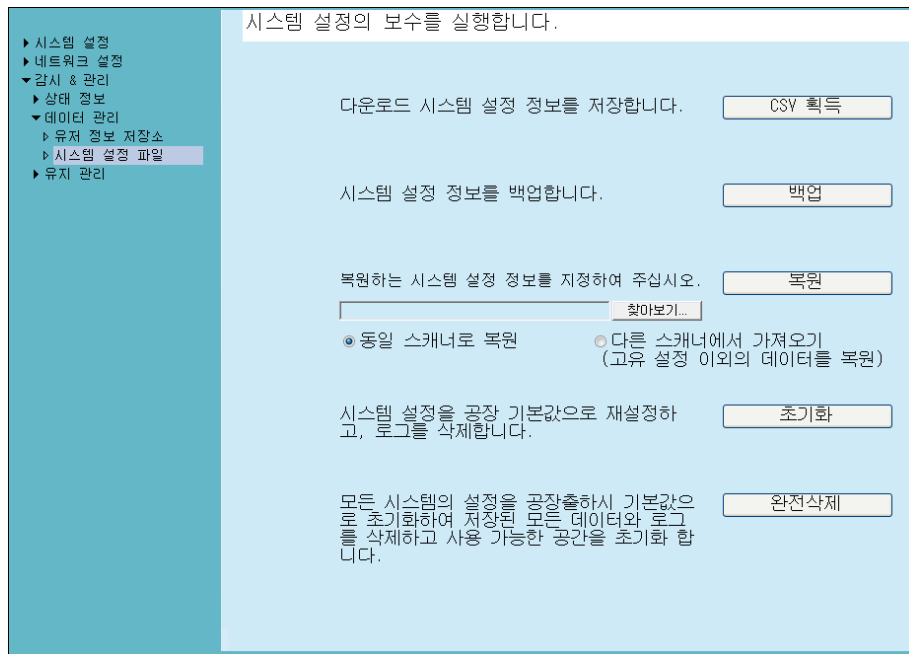 시스템 설정의 보수를 실행합니다.
시스템 설정
네트워크 설정
감시 & 관리
상태 정보
데이터 관리
유저 정보 저장소
시스템 설정 파일
유지 관리
다운로드 시스템 설정 정보를 저장합니다.
CSV 획득
시스템 설정 정보를 백업합니다.
백업
복원하는 시스템 설정 정보를 지정하여 주십시오.
복원
찾아보기...
동일 스캐너로 복원
다른 스캐너에서 가져오기
(고유 설정 이외의 데이터를 복원)
시스템 설정을 공장 기본값으로 재설정하
고, 로그를 삭제합니다.
초기화
모든 시스템의 설정을 공장출하시 기본값으
로 초기화하여 저장된 모든 데이터와 로그
를 삭제하고 사용 가능한 공간을 초기화 합
니다.
완전삭제